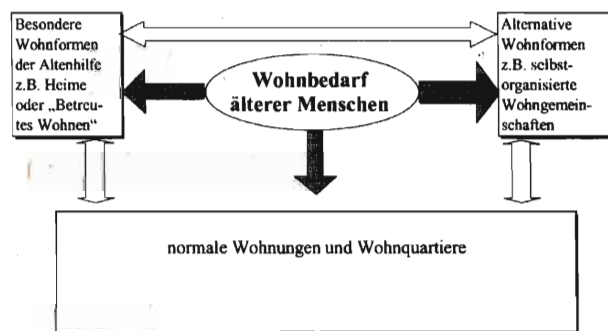 Besondere
Wohnformen
der Altenhilfe
z.B. Heime
oder „Betreu-
tes Wohnen“
Wohnbedarf
älterer Menschen
Alternative
Wohnformen
z.B. selbst-
organisierte
Wohngemein-
schaften
normale Wohnungen und Wohnquartiere